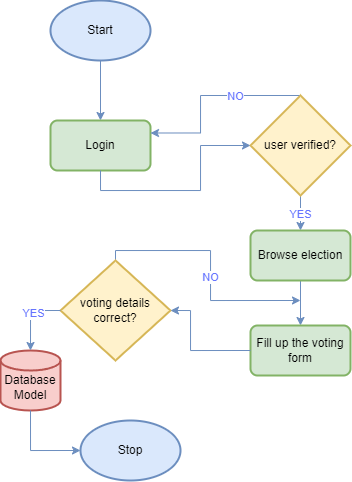 Start
NO
Login
user verified?
YES
Browse election
NO
voting details
correct?
YES
Fill up the voting
form
Database
Model
Stop